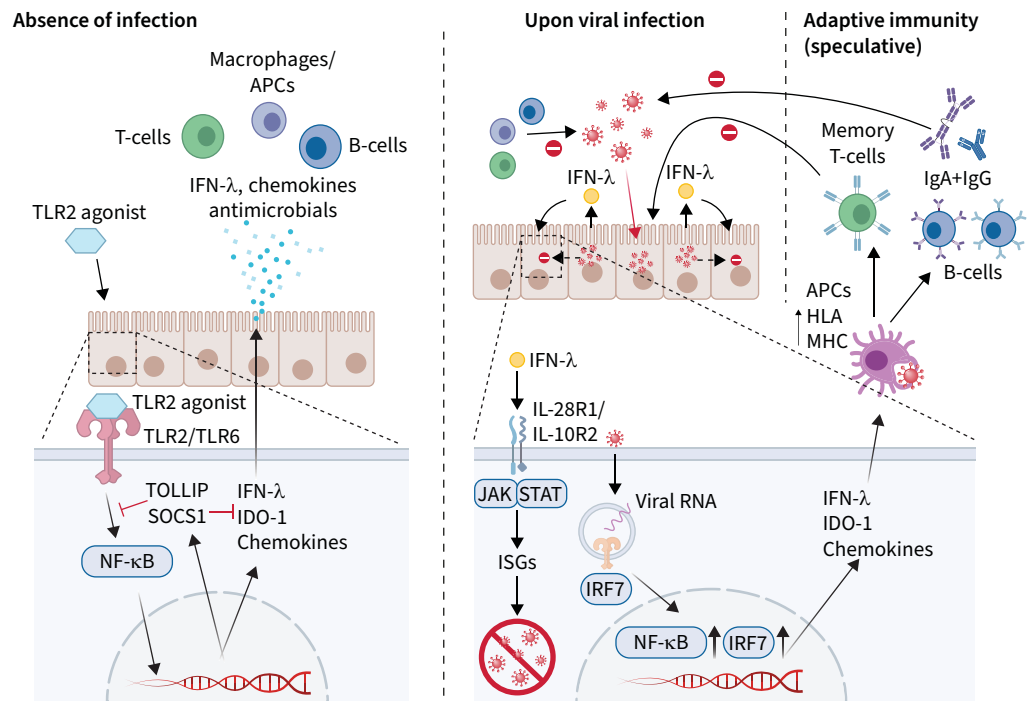 Absence of infection
Macrophages/
APCs
T-cells
B-cells
IFN-λ, chemokines
antimicrobials
TLR2 agonist
TLR2 agonist
TLR2/TLR6
TOLLIP
SOCS1
IFN-λ
IDO-1
Chemokines
NF-κB
Upon viral infection
IFN-λ
IFN-λ
IFN-λ
IL-28R1/
IL-10R2
JAK
STAT
ISGs
Viral RNA
IRF7
NF-κB
IRF7
IFN-λ
IDO-1
Chemokines
Adaptive immunity
(speculative)
Memory
T-cells
IgA+IgG
B-cells
APCs
HLA
MHC